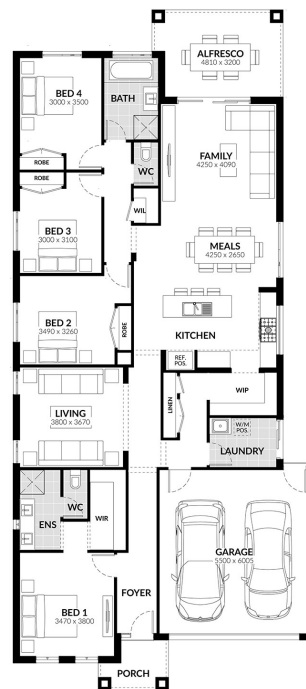 ALFRESCO
4810 x 3200
BED 4
3000 x 3500
BATH
FAMILY
4250 x 4090
ROBE
ROBE
WC
WIL
BED 3
3000 x 3100
MEALS
4250 x 2650
BED 2
3490 x 3260
ROBE
KITCHEN
REF.
POS.
LIVING
3800 x 3670
LINEN
WIP
W/M
POS.
LAUNDRY
WC
ENS
WIR
GARAGE
5500 x 6005
BED 1
3470 x 3800
FOYER
PORCH